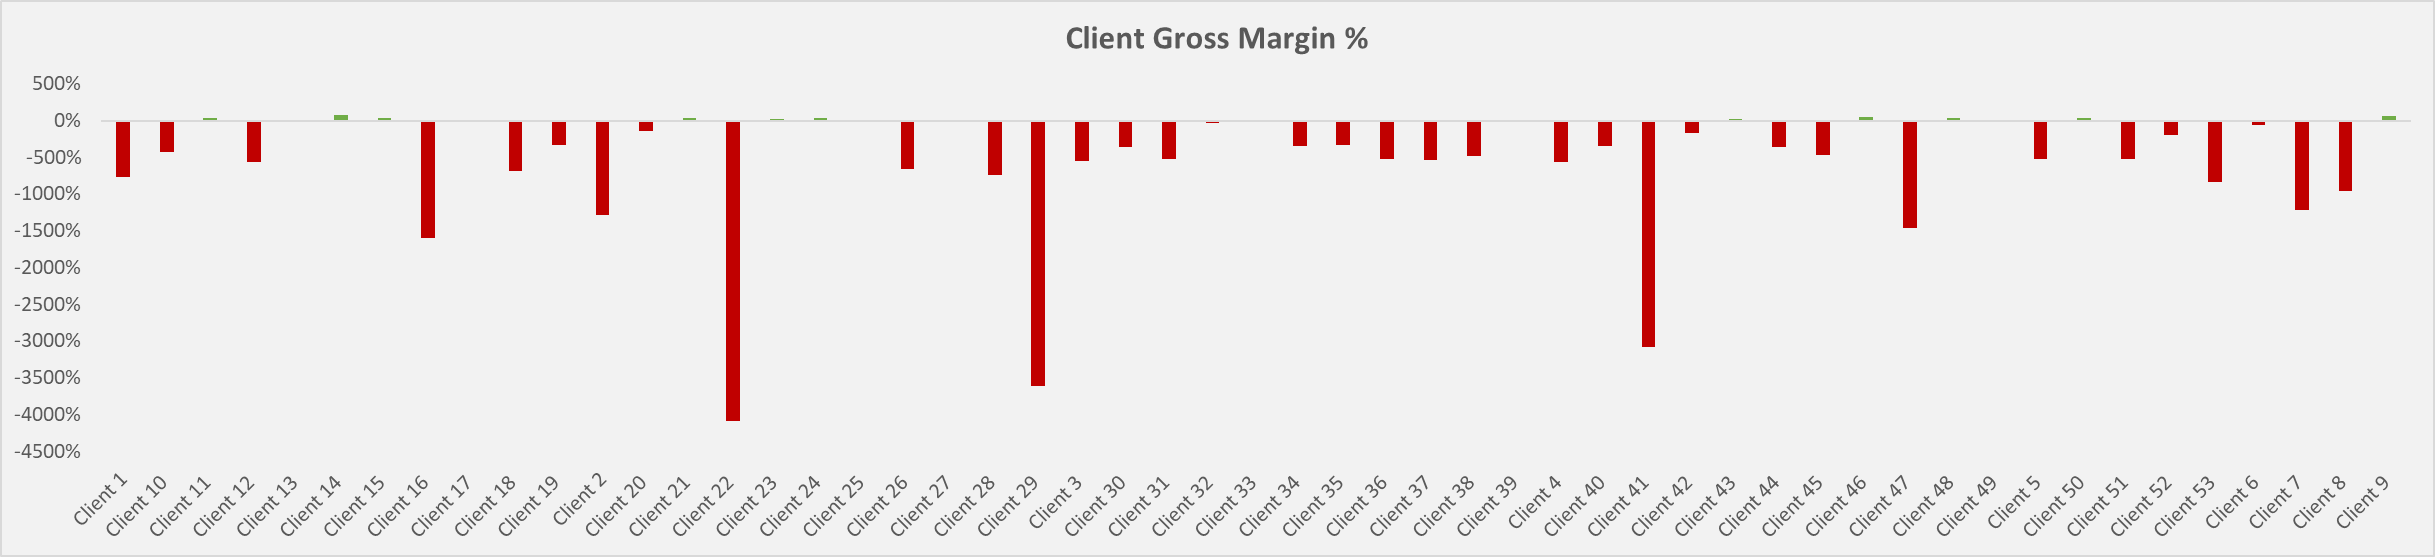 Client Gross Margin %
500%
0%
-500%
-1000%
-1500%
-2000%
-2500%
-3000%
-3500%
-4000%
-4500%
Client 1
Client 10
Client 11
Client 12
Client 13
Client 14
Client 15
Client 16
Client 17
Client 18
Client 19
Client 2
Client 20
Client 21
Client 22
Client 23
Client 24
Client 25
Client 26
Client 27
Client 28
Client 29
Client 3
Client 30
Client 31
Client 32
Client 33
Client 34
Client 35
Client 36
Client 37
Client 38
Client 39
Client 4
Client 40
Client 41
Client 42
Client 43
Client 44
Client 45
Client 46
Client 47
Client 48
Client 49
Client 5
Client 50
Client 51
Client 52
Client 53
Client 6
Client 7
Client 8
Client 9